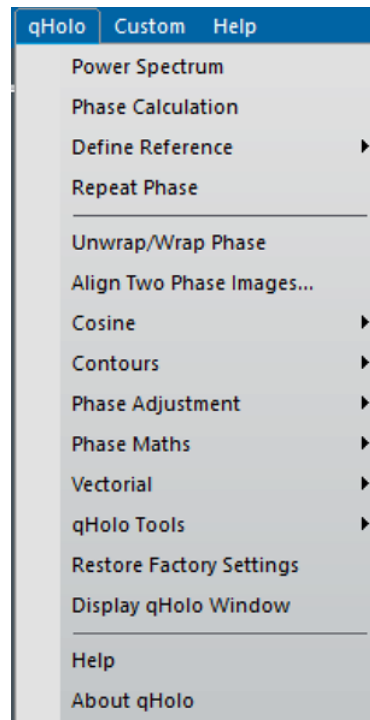 qHolo Custom Help
Power Spectrum
Phase Calculation
Define Reference
Repeat Phase
Unwrap/Wrap Phase
Align Two Phase Images...
Cosine
Contours
Phase Adjustment
Phase Maths
Vectorial
qHolo Tools
Restore Factory Settings
Display qHolo Window
Help
About qHolo